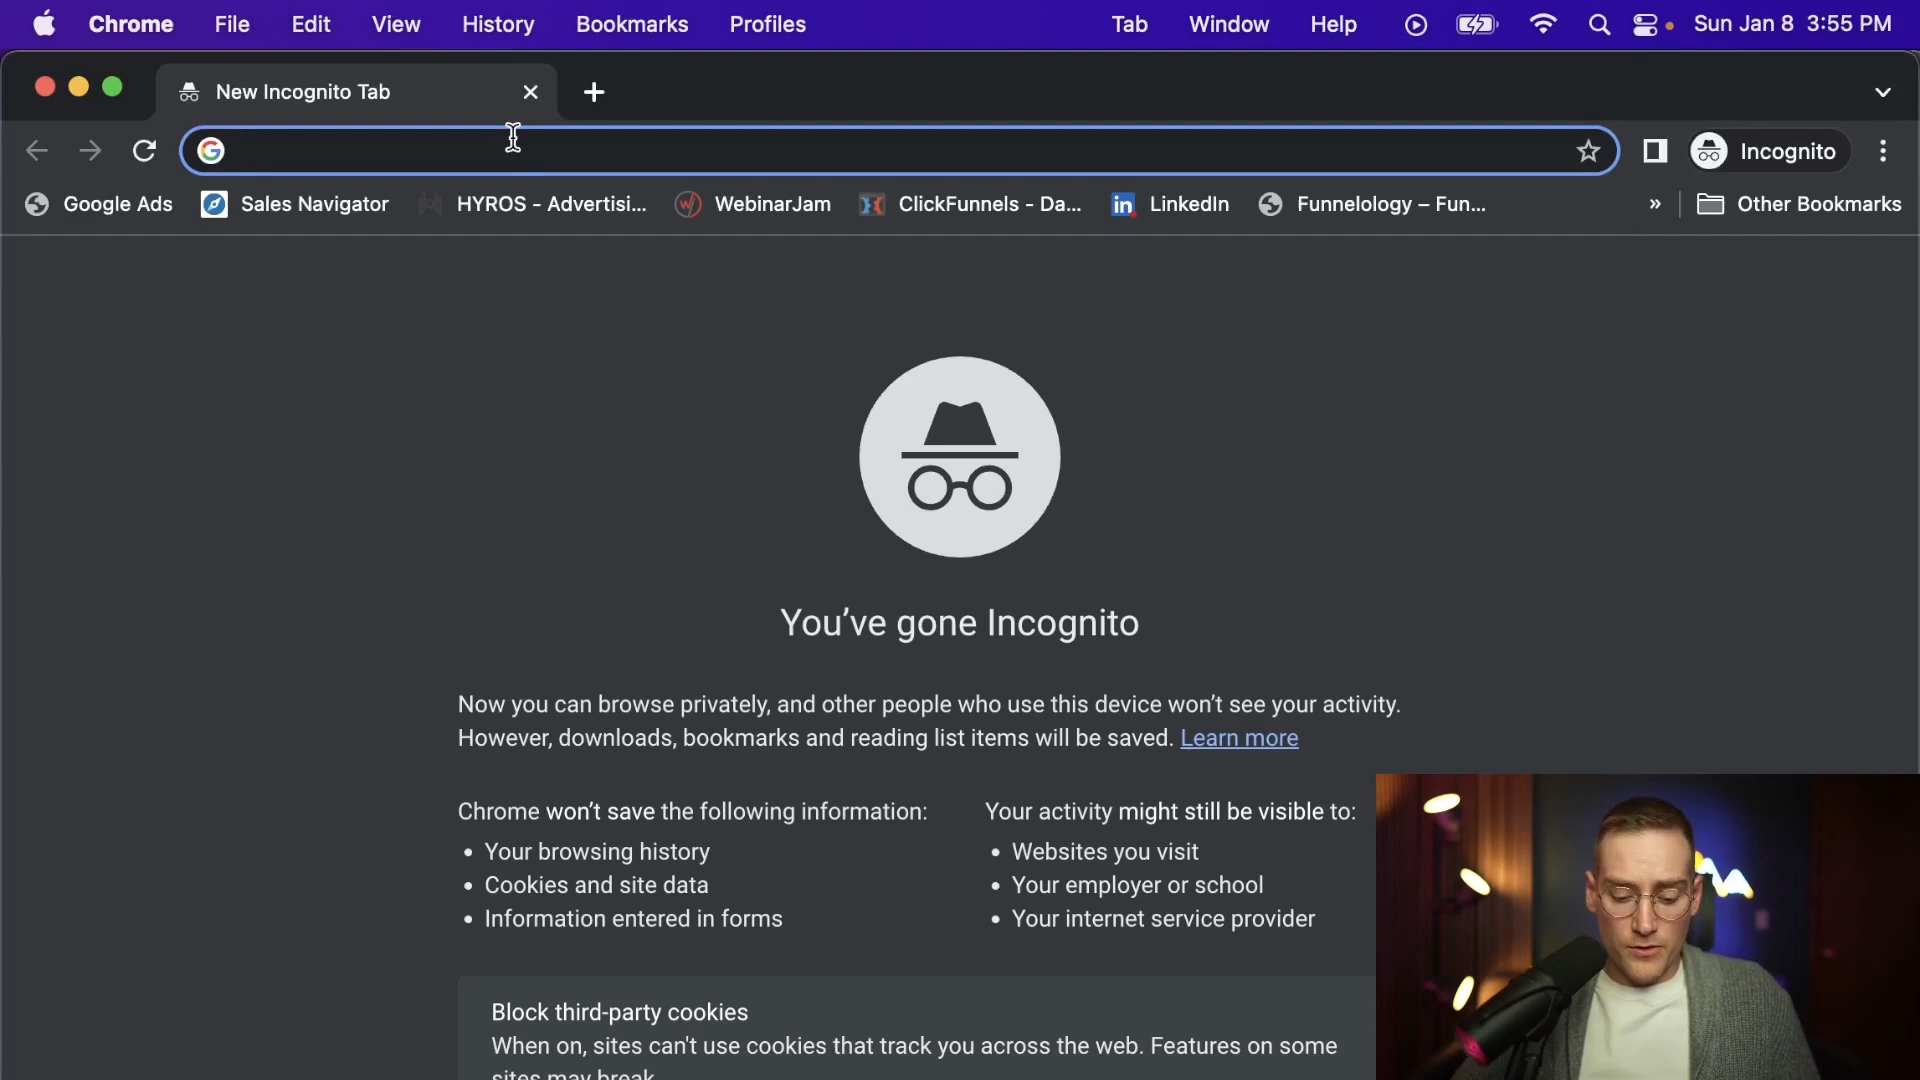 Chrome File Edit View History Bookmarks Profiles Tab Window Help Sun Jan 8 3:55 PM
New Incognito Tab
Incognito
Google Ads Sales Navigator HYROS - Advertisi... WebinarJam ClickFunnels - Da... LinkedIn Funnelology – Fun... » Other Bookmarks
You’ve gone Incognito
Now you can browse privately, and other people who use this device won’t see your activity.
However, downloads, bookmarks and reading list items will be saved. Learn more
Chrome won’t save the following information:
• Your browsing history
• Cookies and site data
• Information entered in forms
Your activity might still be visible to:
• Websites you visit
• Your employer or school
• Your internet service provider
Block third-party cookies
When on, sites can't use cookies that track you across the web. Features on some
sites may break